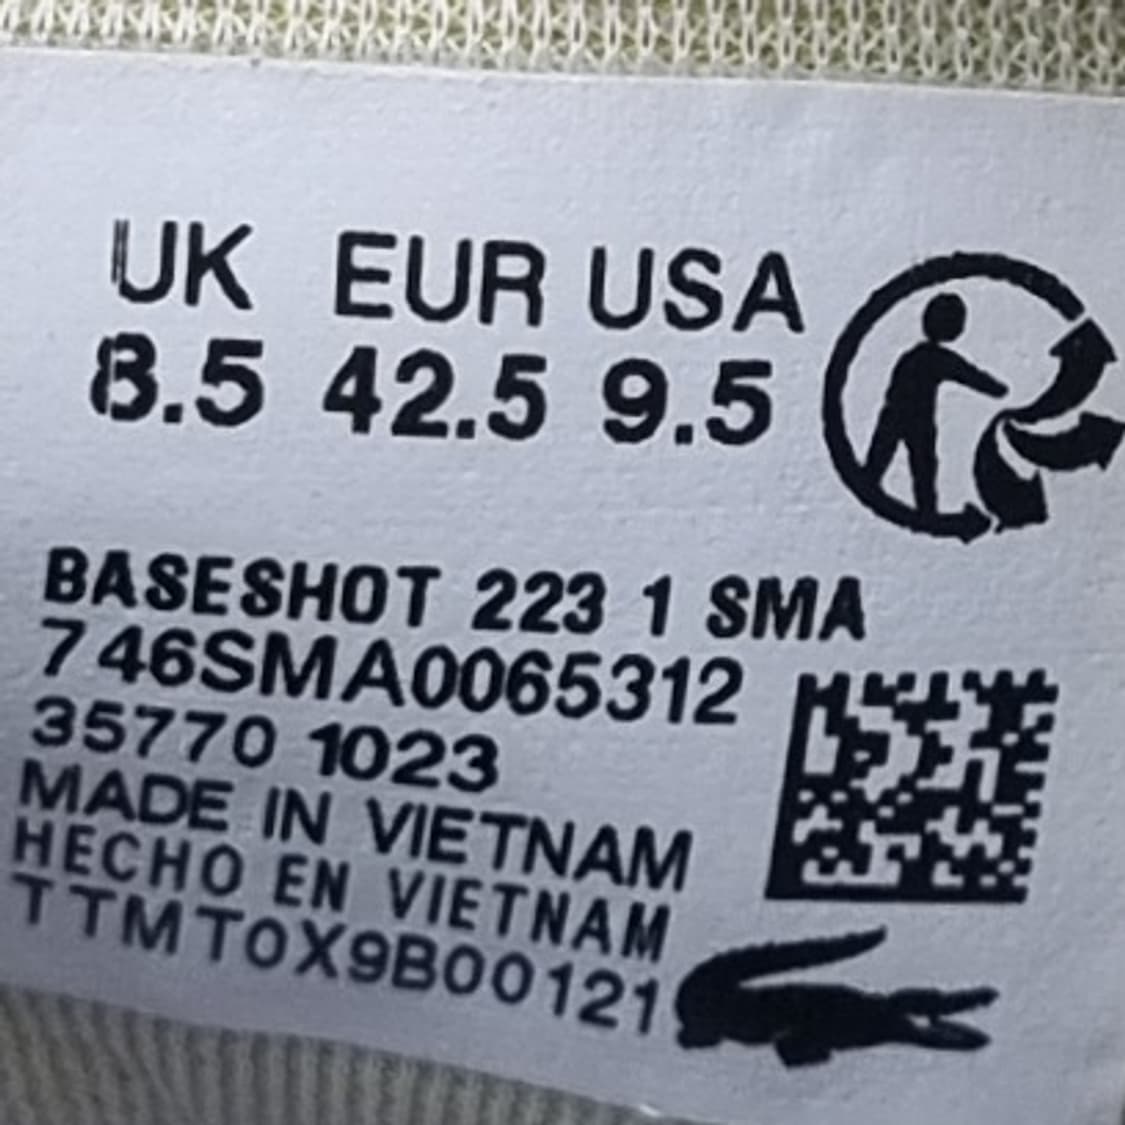 UK EUR USA
8.5 42.5 9.5
BASESHOT 223 1 SMA
746SMA0065312
35770 1023
MADE IN VIETNAM
HECHO EN VIETNAM
TTMT0X9B00121